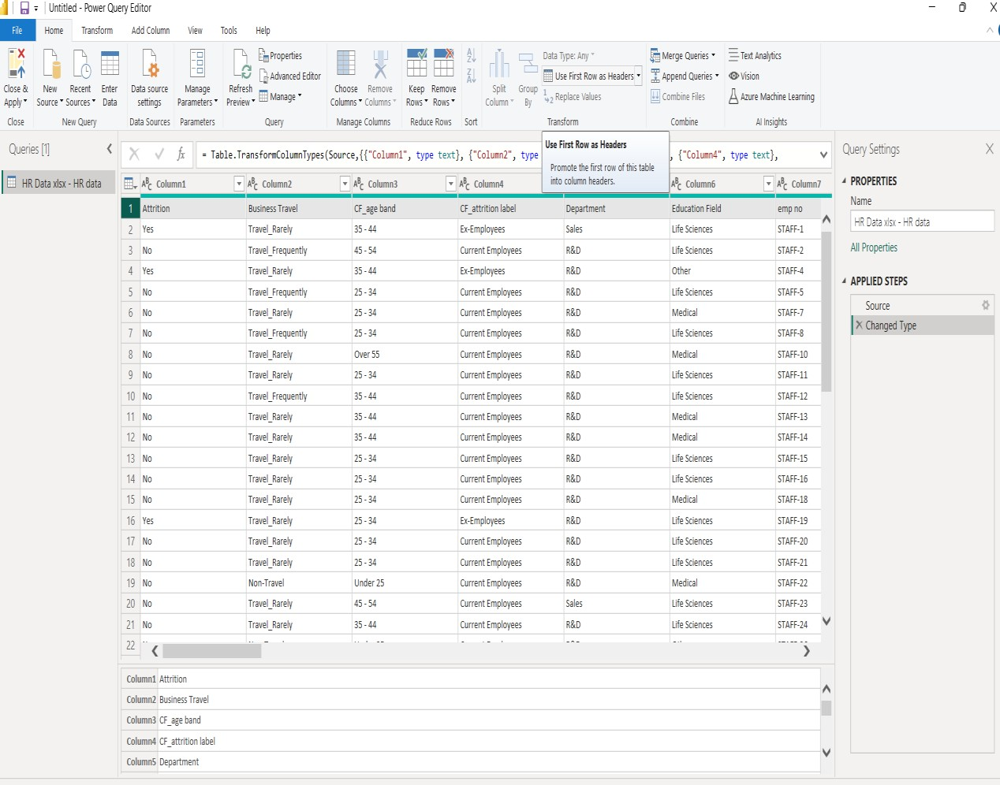 Untitled - Power Query Editor
File Home Transform Add Column View Tools Help
Close & Apply
Close
New Source
Recent Sources
Enter Data
New Query
Data source settings
Data Sources
Manage Parameters
Parameters
Refresh Preview
Properties
Advanced Editor
Manage
Query
Choose Columns
Remove Columns
Manage Columns
Keep Rows
Remove Rows
Reduce Rows
Sort
Split Column
Group By
Data Type: Any
Use First Row as Headers
Replace Values
Transform
Merge Queries
Append Queries
Combine Files
Combine
Text Analytics
Vision
Azure Machine Learning
AI Insights
Queries [1]
HR Data xlsx - HR data
fx = Table.TransformColumnTypes(Source,{{"Column1", type text}, {"Column2", type , {"Column4", type text},
Use First Row as Headers
Promote the first row of this table
into column headers.
Column1 Column2 Column3 Column4 Column6 Column7
1 Attrition Business Travel CF_age band CF_attrition label Department Education Field emp no
2 Yes Travel_Rarely 35 - 44 Ex-Employees Sales Life Sciences STAFF-1
3 No Travel_Frequently 45 - 54 Current Employees R&D Life Sciences STAFF-2
4 Yes Travel_Rarely 35 - 44 Ex-Employees R&D Other STAFF-4
5 No Travel_Frequently 25 - 34 Current Employees R&D Life Sciences STAFF-5
6 No Travel_Rarely 25 - 34 Current Employees R&D Medical STAFF-7
7 No Travel_Frequently 25 - 34 Current Employees R&D Life Sciences STAFF-8
8 No Travel_Rarely Over 55 Current Employees R&D Medical STAFF-10
9 No Travel_Rarely 25 - 34 Current Employees R&D Life Sciences STAFF-11
10 No Travel_Frequently 35 - 44 Current Employees R&D Life Sciences STAFF-12
11 No Travel_Rarely 35 - 44 Current Employees R&D Medical STAFF-13
12 No Travel_Rarely 35 - 44 Current Employees R&D Medical STAFF-14
13 No Travel_Rarely 25 - 34 Current Employees R&D Life Sciences STAFF-15
14 No Travel_Rarely 25 - 34 Current Employees R&D Life Sciences STAFF-16
15 No Travel_Rarely 25 - 34 Current Employees R&D Medical STAFF-18
16 Yes Travel_Rarely 25 - 34 Ex-Employees R&D Life Sciences STAFF-19
17 No Travel_Rarely 25 - 34 Current Employees R&D Life Sciences STAFF-20
18 No Travel_Rarely 25 - 34 Current Employees R&D Life Sciences STAFF-21
19 No Non-Travel Under 25 Current Employees R&D Medical STAFF-22
20 No Travel_Rarely 45 - 54 Current Employees Sales Life Sciences STAFF-23
21 No Travel_Rarely 35 - 44 Current Employees R&D Life Sciences STAFF-24
22
Column1 Attrition
Column2 Business Travel
Column3 CF_age band
Column4 CF_attrition label
Column5 Department
Query Settings
PROPERTIES
Name
HR Data xlsx - HR data
All Properties
APPLIED STEPS
Source
Changed Type